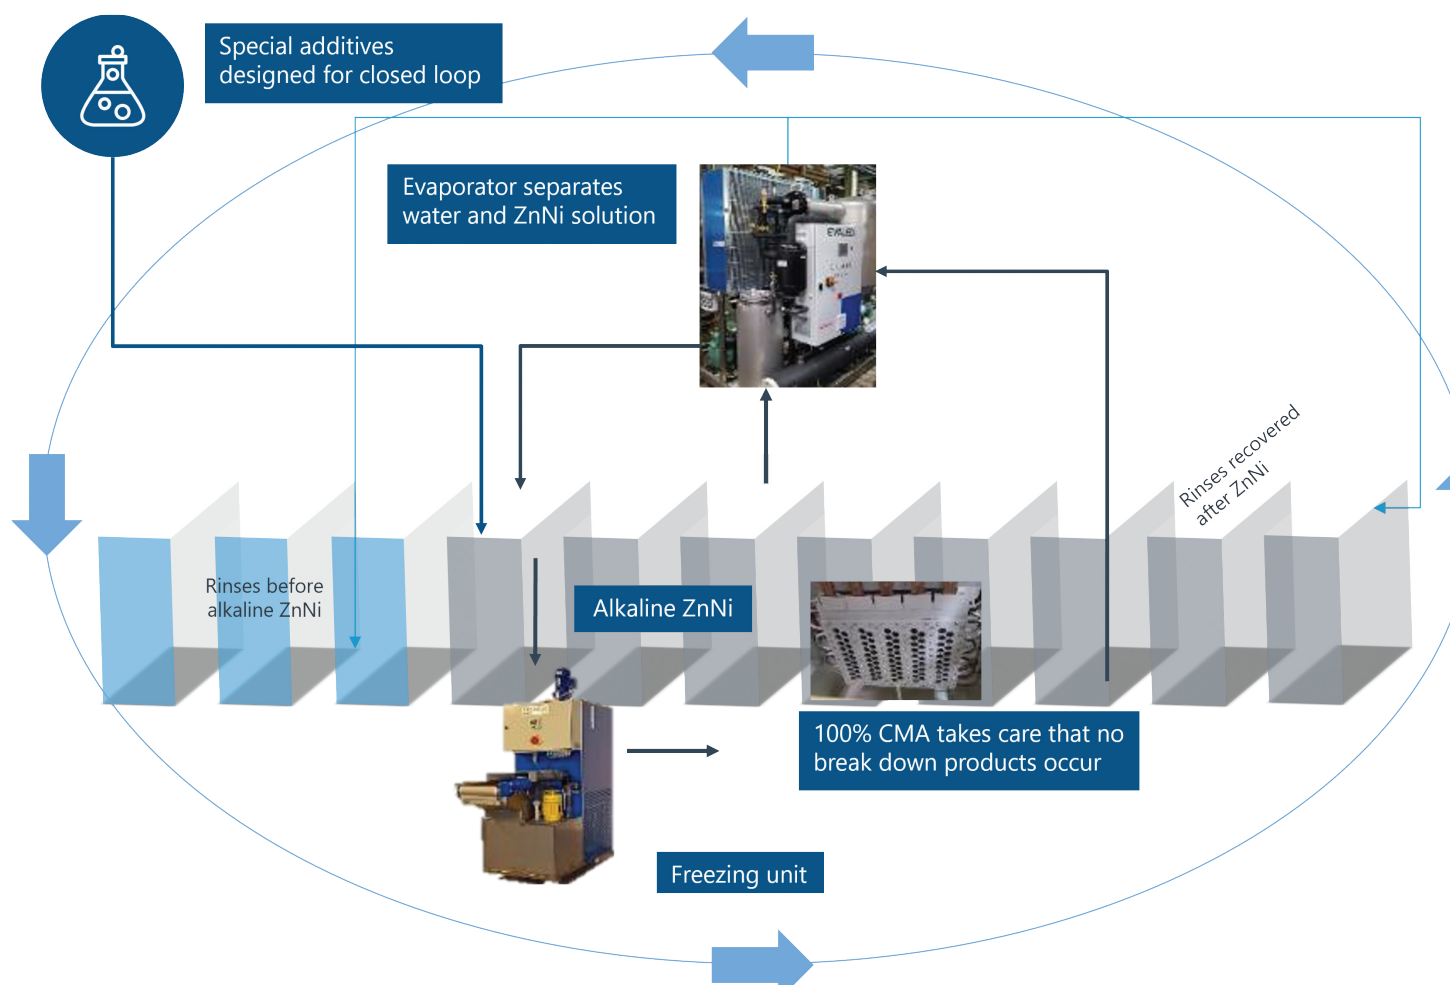 Special additives
designed for closed loop
Evaporator separates
water and ZnNi solution
EVALED
Rinses recovered
after ZnNi
Rinses before
alkaline ZnNi
Alkaline ZnNi
100% CMA takes care that no
break down products occur
Freezing unit